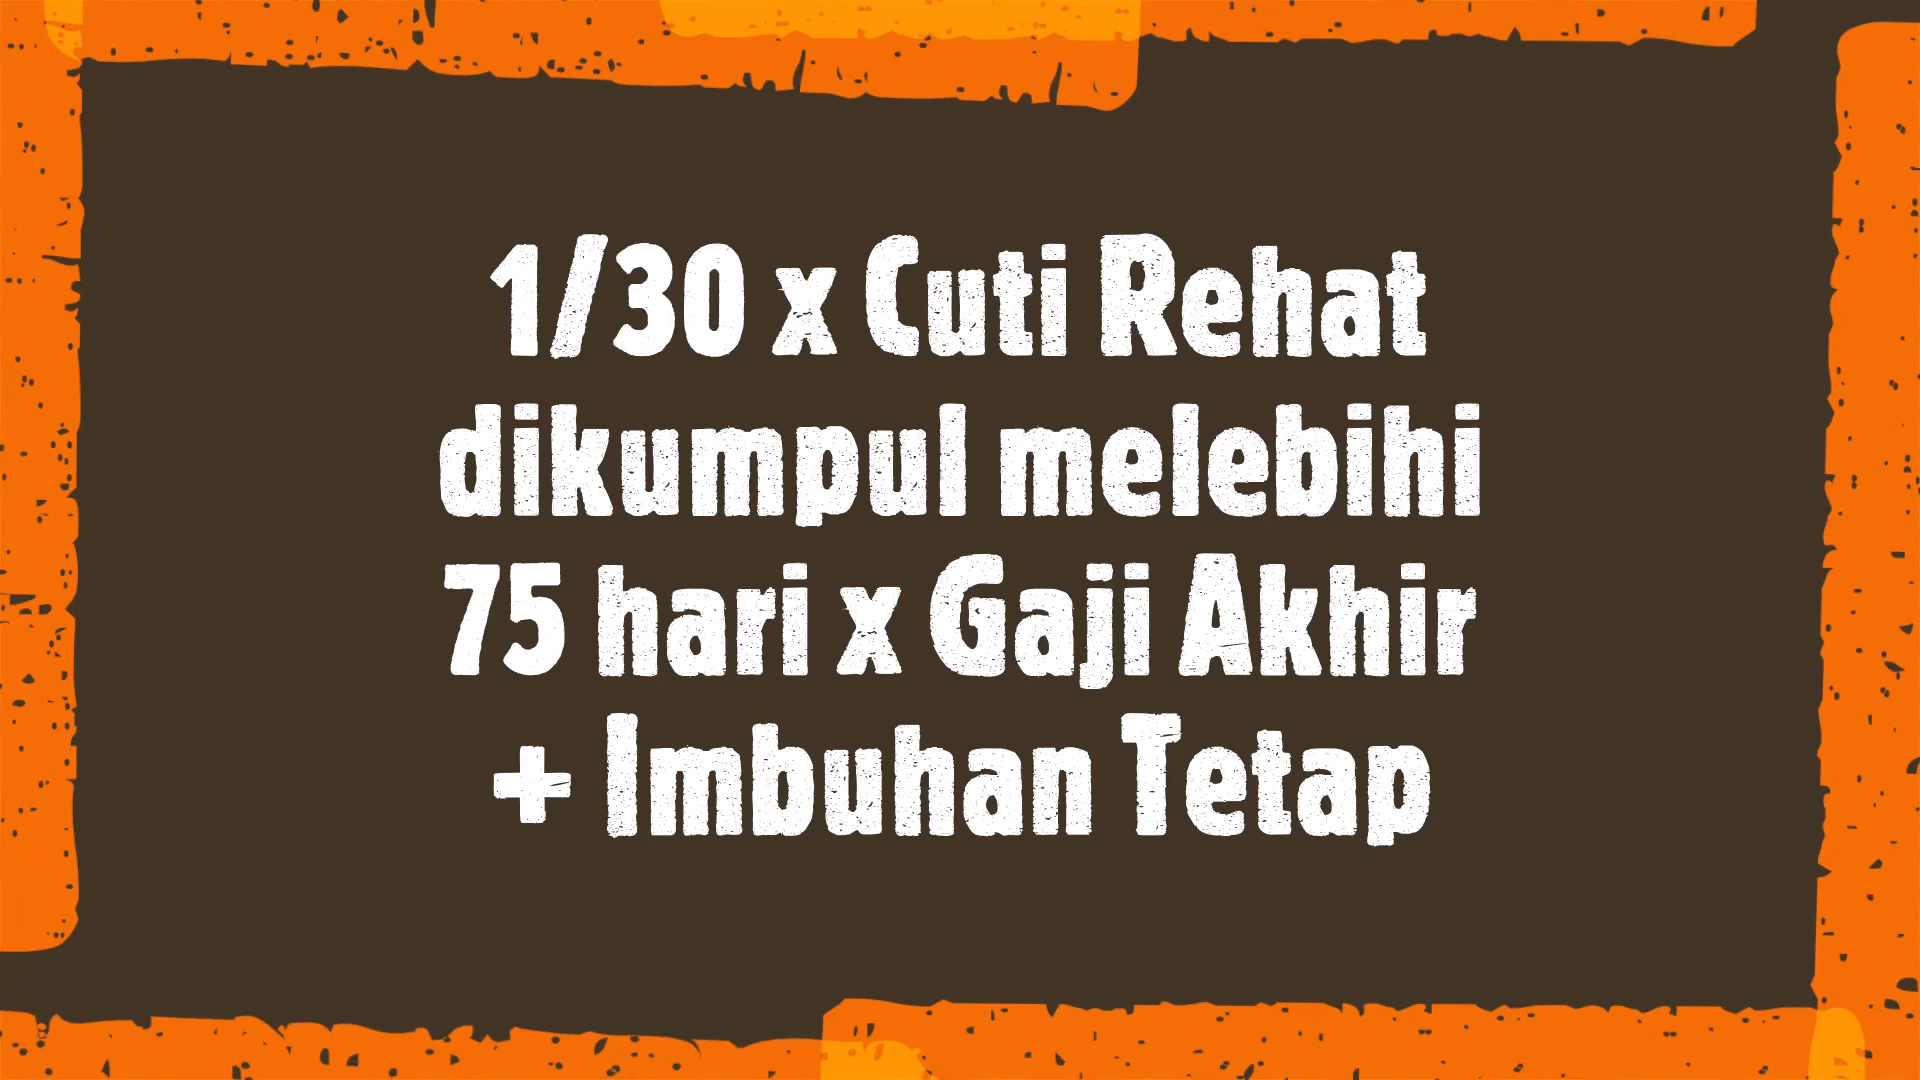 1/30 x Cuti Rehat
dikumpul melebihi
75 hari x Gaji Akhir
+ Imbuhan Tetap